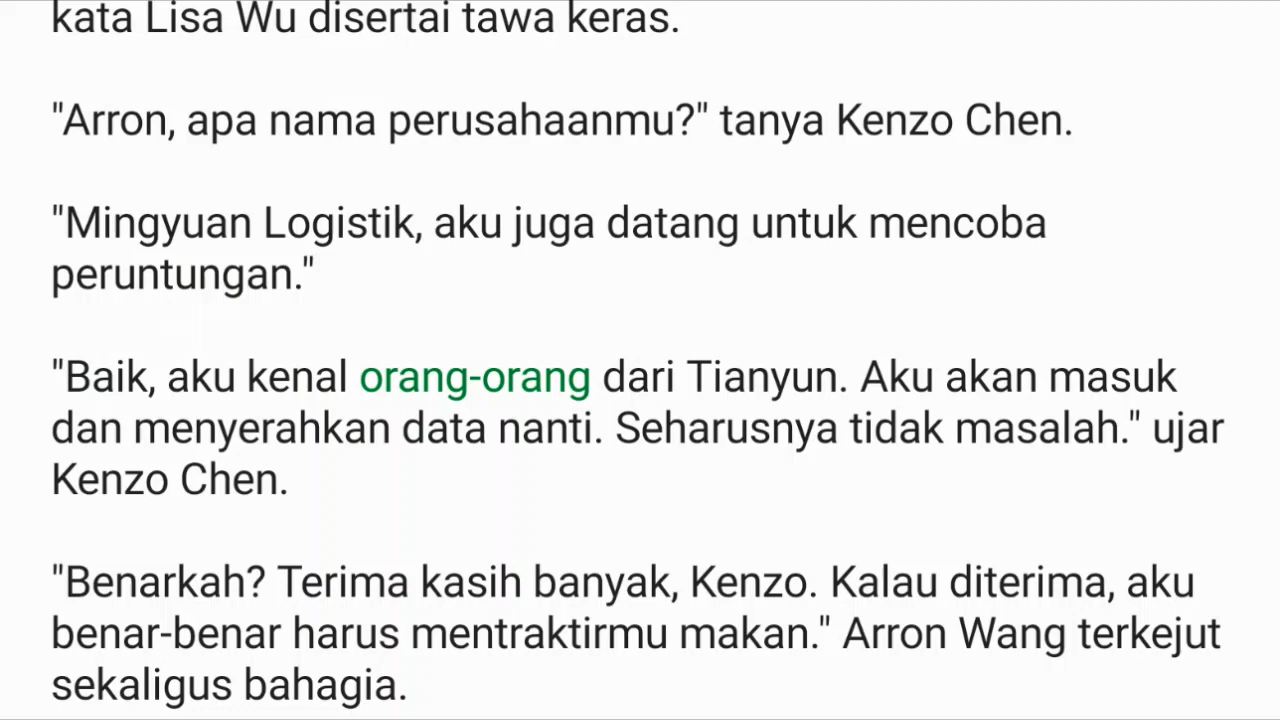 kata Lisa Wu disertai tawa keras.
"Arron, apa nama perusahaanmu?" tanya Kenzo Chen.
"Mingyuan Logistik, aku juga datang untuk mencoba
peruntungan."
"Baik, aku kenal orang-orang dari Tianyun. Aku akan masuk
dan menyerahkan data nanti. Seharusnya tidak masalah." ujar
Kenzo Chen.
"Benarkah? Terima kasih banyak, Kenzo. Kalau diterima, aku
benar-benar harus mentraktirmu makan." Arron Wang terkejut
sekaligus bahagia.